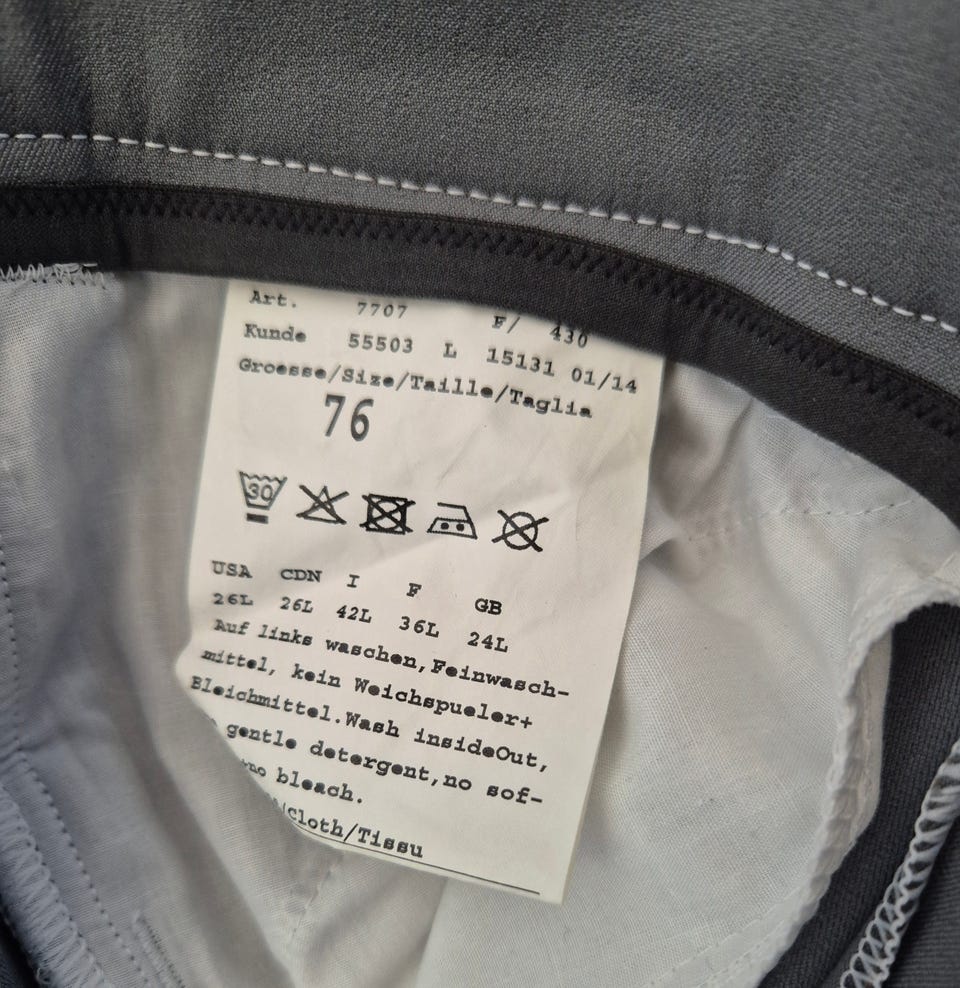 Art. 7707 F/ 430
Kunde 55503 L 15131 01/14
Groesse/Size/Taille/Taglia
76
30
USA CDN I F GB
26L 26L 42L 36L 24L
Auf links waschen,Feinwasch-
mittel, kein Weichspueler+
Bleichmittel.Wash insideOut,
gentle detergent,no sof-
no bleach.
/Cloth/Tissu